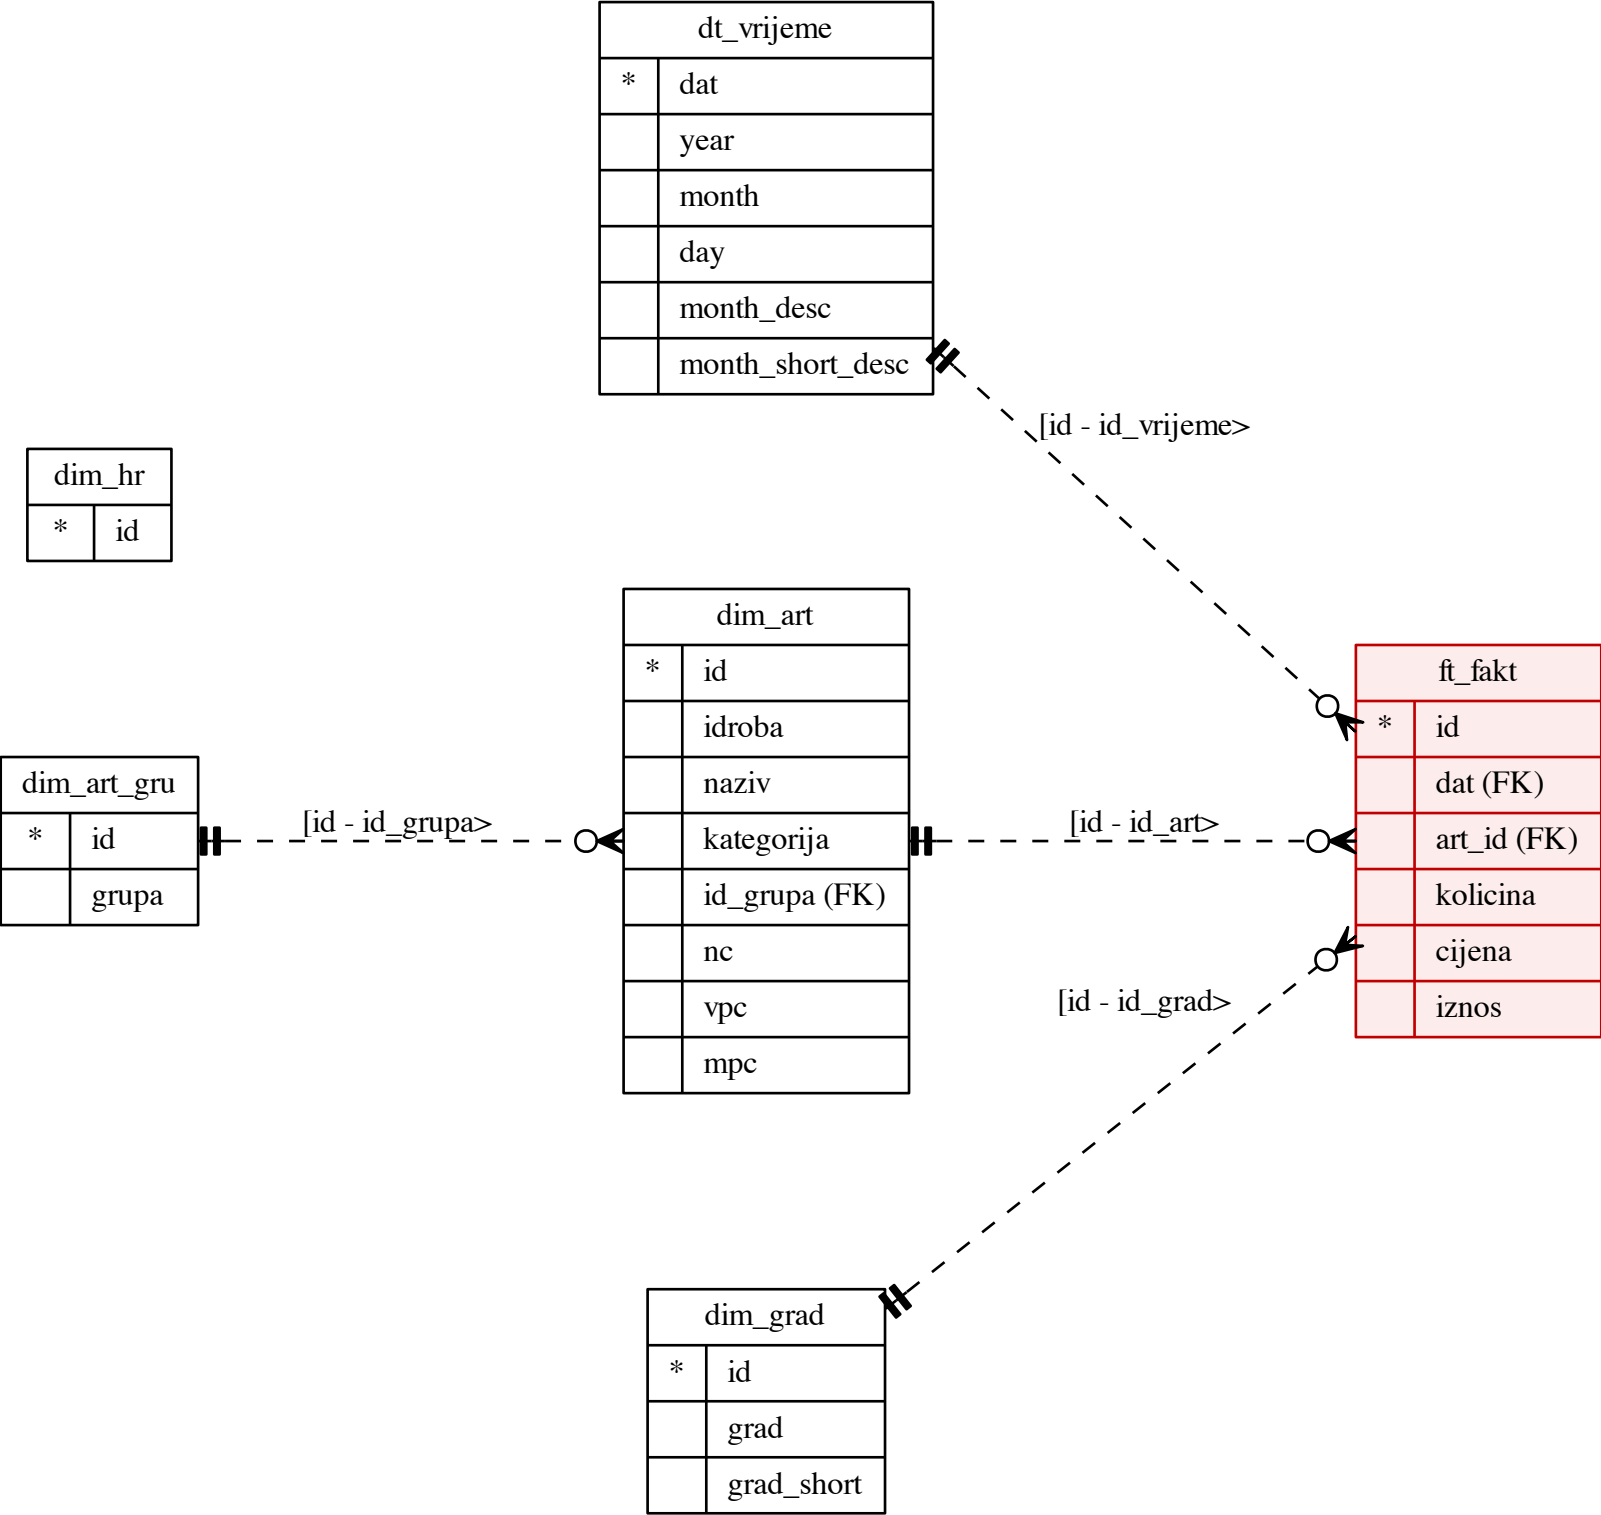 dt_vrijeme
* dat
year
month
day
month_desc
month_short_desc
[id - id_vrijeme>
dim_hr
* id
dim_art_gru
* id
grupa
[id - id_grupa>
dim_art
* id
idroba
naziv
kategorija
id_grupa (FK)
nc
vpc
mpc
[id - id_art>
ft_fakt
* id
dat (FK)
art_id (FK)
kolicina
cijena
iznos
[id - id_grad>
dim_grad
* id
grad
grad_short